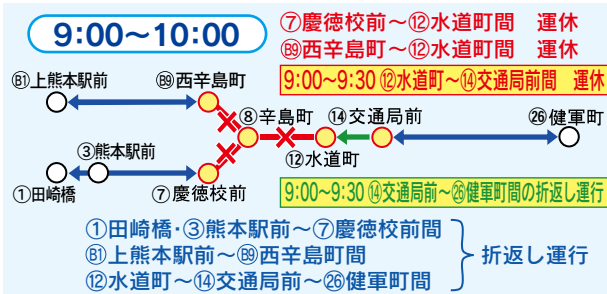 9:00～10:00
⑦慶徳校前～⑫水道町間　運休
B9西辛島町～⑫水道町間　運休
9:00～9:30 ⑫水道町～⑭交通局前間　運休
B1上熊本駅前
B9西辛島町
⑧辛島町
⑭交通局前
㉖健軍町
③熊本駅前
⑫水道町
①田崎橋
⑦慶徳校前
9:00～9:30 ⑭交通局前～㉖健軍町間の折返し運行
①田崎橋・③熊本駅前～⑦慶徳校前間
B1上熊本駅前～B9西辛島町間
⑫水道町～⑭交通局前～㉖健軍町間
折返し運行